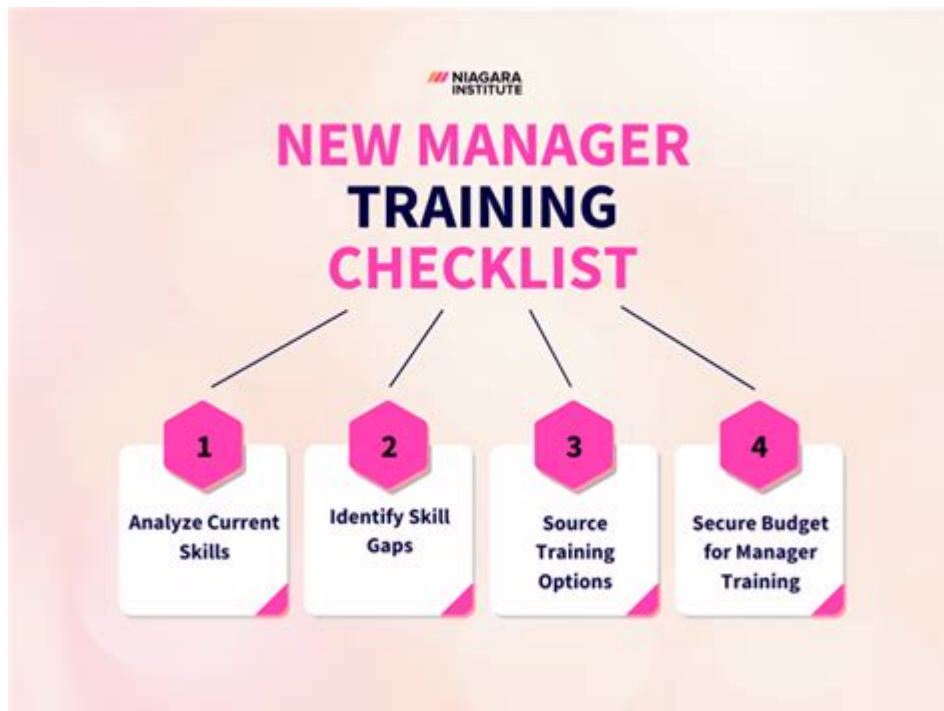 NIAGARA
INSTITUTE
NEW MANAGER
TRAINING
CHECKLIST
1
Analyze Current
Skills
2
Identify Skill
Gaps
3
Source
Training
Options
4
Secure Budget
for Manager
Training